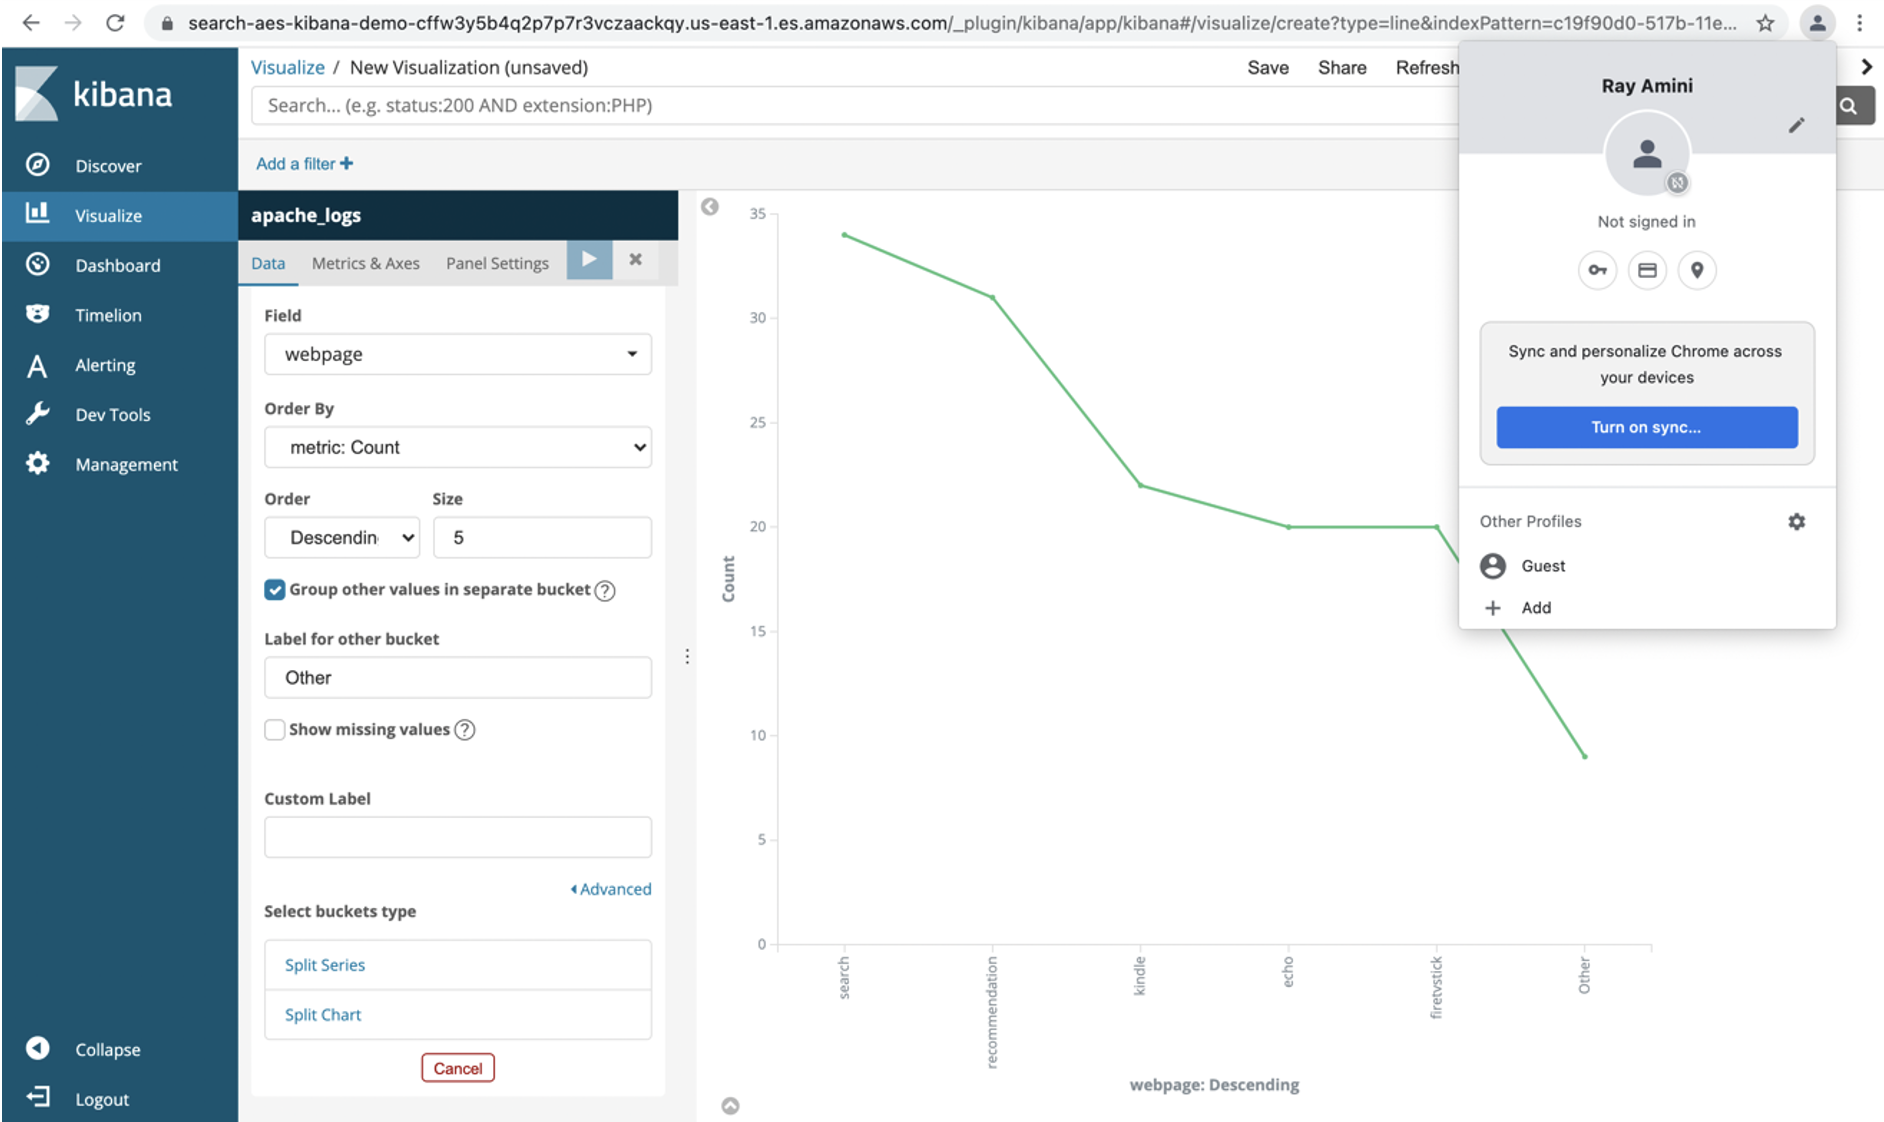 search-aes-kibana-demo-cffw3y5b4q2p7p7r3vczaackqy.us-east-1.es.amazonaws.com/_plugin/kibana/app/kibana#/visualize/create?type=line&indexPattern=c19f90d0-517b-11e...
kibana
Discover
Visualize
Dashboard
Timelion
Alerting
Dev Tools
Management
Collapse
Logout
Visualize / New Visualization (unsaved)
Save Share Refresh
Search... (e.g. status:200 AND extension:PHP)
Add a filter +
apache_logs
Data Metrics & Axes Panel Settings
Field
webpage
Order By
metric: Count
Order Size
Descendin 5
Group other values in separate bucket ?
Label for other bucket
Other
Show missing values ?
Custom Label
Advanced
Select buckets type
Split Series
Split Chart
Cancel
35
30
25
20
15
10
5
0
Count
search
recommendation
kindle
echo
firetvstick
Other
webpage: Descending
Ray Amini
Not signed in
Sync and personalize Chrome across
your devices
Turn on sync...
Other Profiles
Guest
+ Add